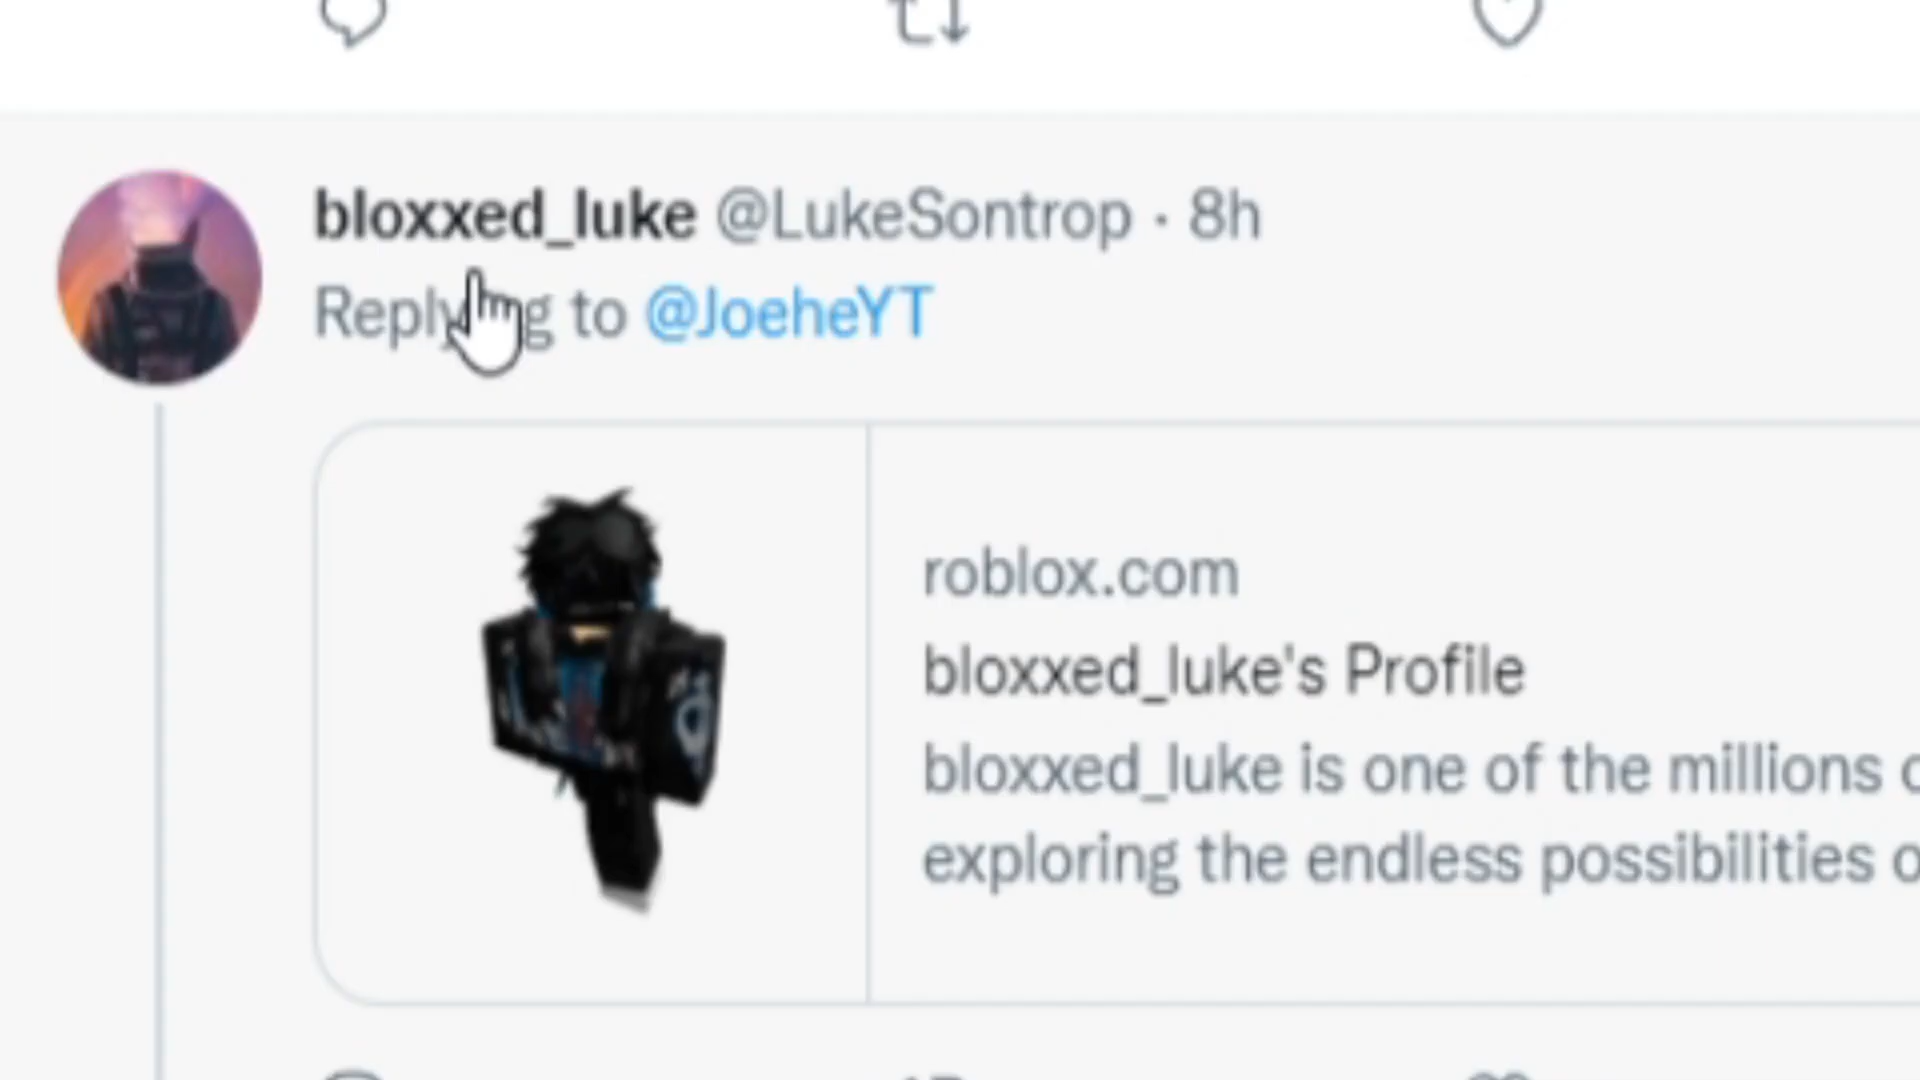 bloxxed_luke @LukeSontrop · 8h
Replying to @JoeheYT
roblox.com
bloxxed_luke's Profile
bloxxed_luke is one of the millions
exploring the endless possibilities